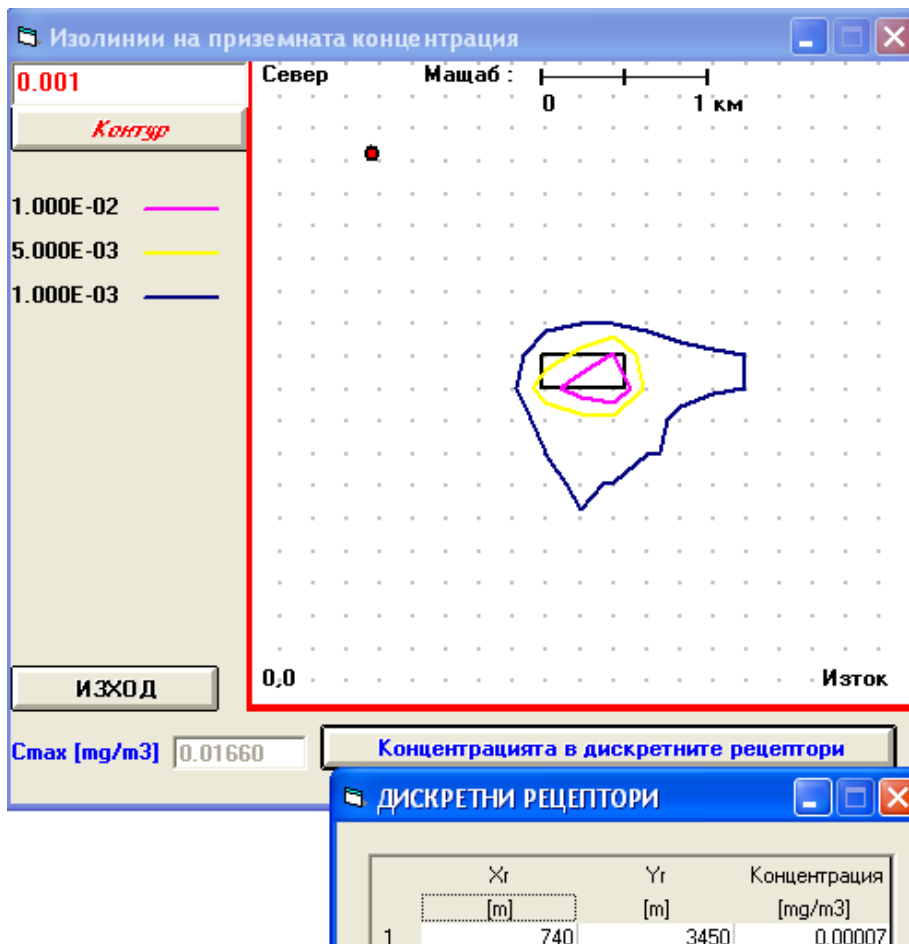 Изолинии на приземната концентрация
0.001
Контур
1.000E-02
5.000E-03
1.000E-03
ИЗХОД
Север
Мащаб :
0 1 км
0,0
Изток
Cmax [mg/m3] 0.01660
Концентрацията в дискретните рецептори
ДИСКРЕТНИ РЕЦЕПТОРИ
Xr Yr Концентрация
[m] [m] [mg/m3]
1 740 3450 0.00007